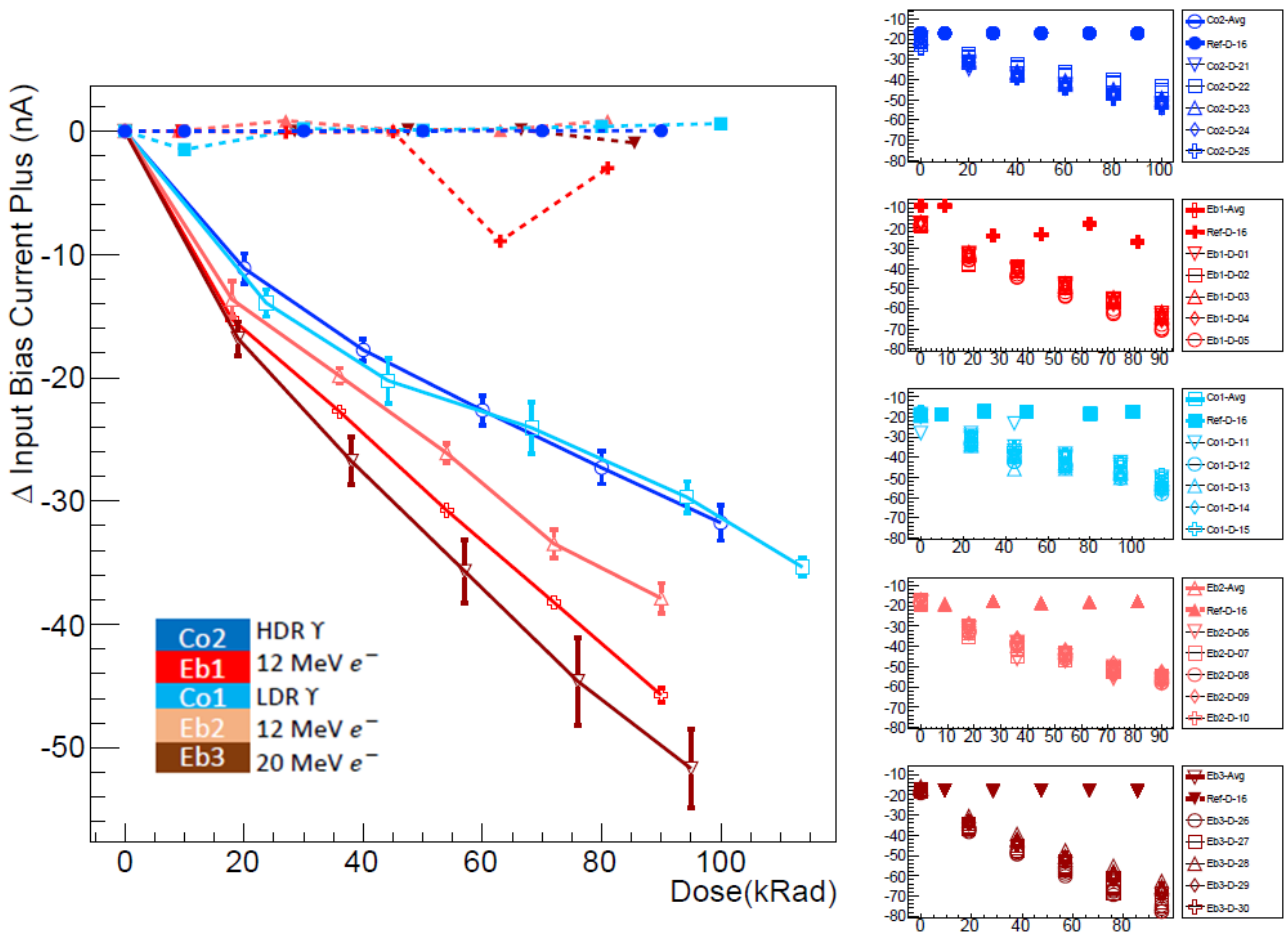 Δ Input Bias Current Plus (nA)
0
-10
-20
-30
-40
-50
0 20 40 60 80 100
Dose(kRad)
Co2 HDR ϒ
Eb1 12 MeV e⁻
Co1 LDR ϒ
Eb2 12 MeV e⁻
Eb3 20 MeV e⁻
-10
-20
-30
-40
-50
-60
-70
-80
0 20 40 60 80 100
Co2-Avg
Ref-D-16
Co2-D-21
Co2-D-22
Co2-D-23
Co2-D-24
Co2-D-25
-10
-20
-30
-40
-50
-60
-70
-80
0 10 20 30 40 50 60 70 80 90
Eb1-Avg
Ref-D-16
Eb1-D-01
Eb1-D-02
Eb1-D-03
Eb1-D-04
Eb1-D-05
-10
-20
-30
-40
-50
-60
-70
-80
0 20 40 60 80 100
Co1-Avg
Ref-D-16
Co1-D-11
Co1-D-12
Co1-D-13
Co1-D-14
Co1-D-15
-10
-20
-30
-40
-50
-60
-70
-80
0 10 20 30 40 50 60 70 80 90
Eb2-Avg
Ref-D-16
Eb2-D-06
Eb2-D-07
Eb2-D-08
Eb2-D-09
Eb2-D-10
-10
-20
-30
-40
-50
-60
-70
-80
0 20 40 60 80
Eb3-Avg
Ref-D-16
Eb3-D-26
Eb3-D-27
Eb3-D-28
Eb3-D-29
Eb3-D-30